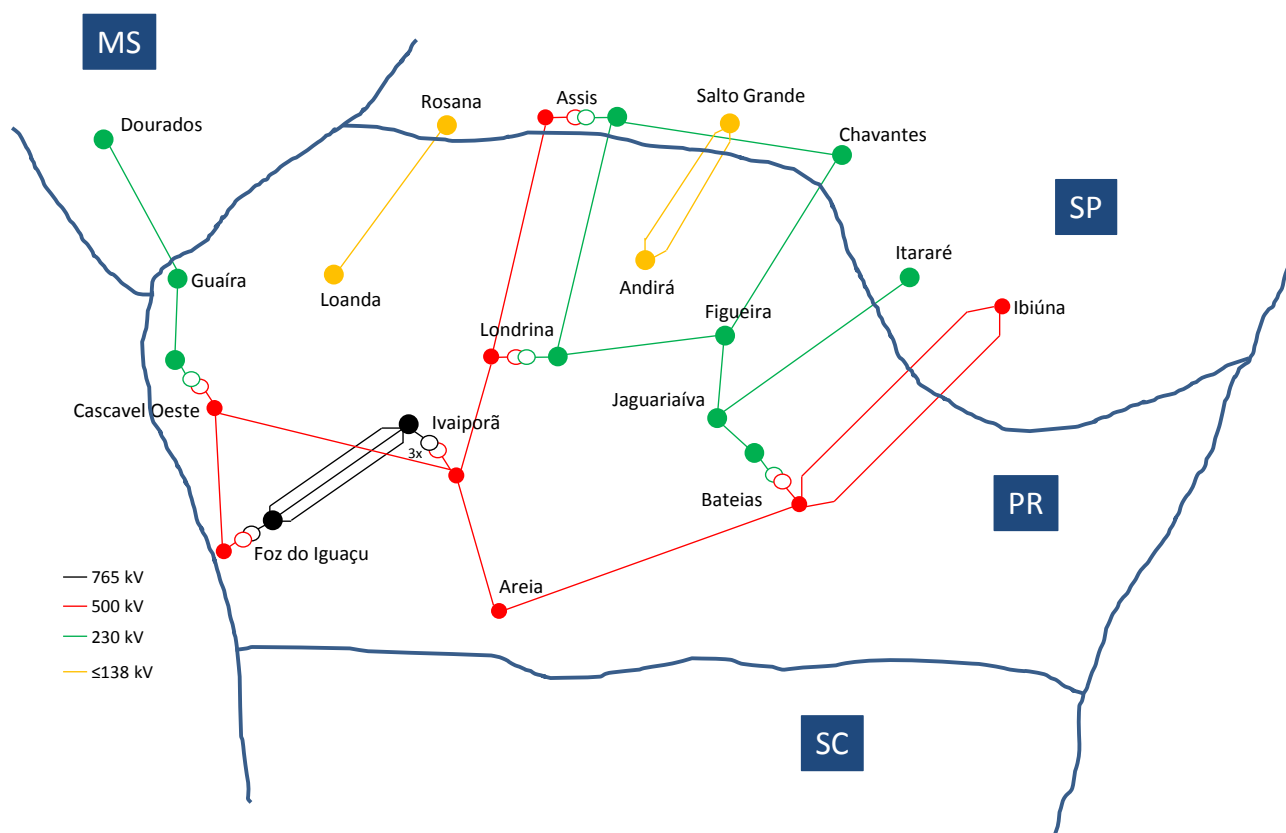 MS
Rosana
Assis
Salto Grande
Dourados
Chavantes
SP
Guaíra
Loanda
Andirá
Itararé
Figueira
Ibiúna
Londrina
Jaguariaíva
Cascavel Oeste
Ivaiporã
3x
Bateias
PR
Foz do Iguaçu
Areia
765 kV
500 kV
230 kV
≤138 kV
SC